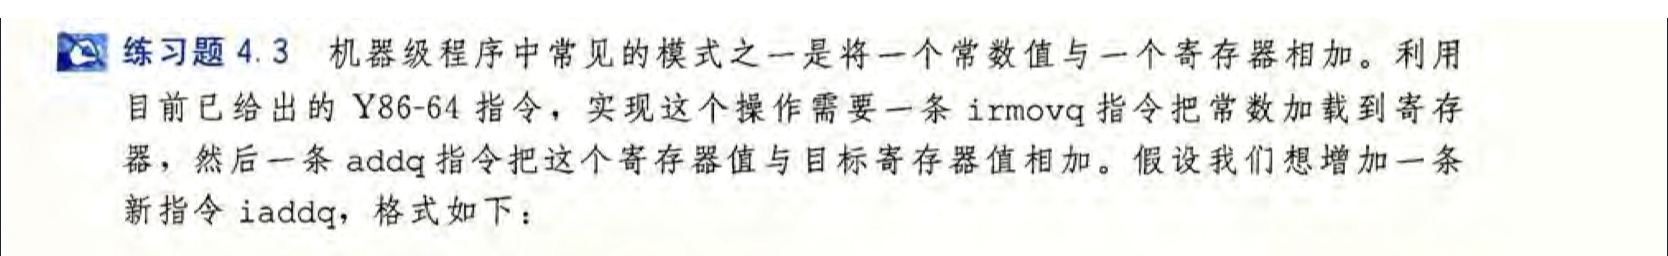 练习题 4.3 机器级程序中常见的模式之一是将一个常数值与一个寄存器相加。利用
目前已给出的 Y86-64 指令，实现这个操作需要一条 irmovq 指令把常数加载到寄存
器，然后一条 addq 指令把这个寄存器值与目标寄存器值相加。假设我们想增加一条
新指令 iaddq，格式如下：